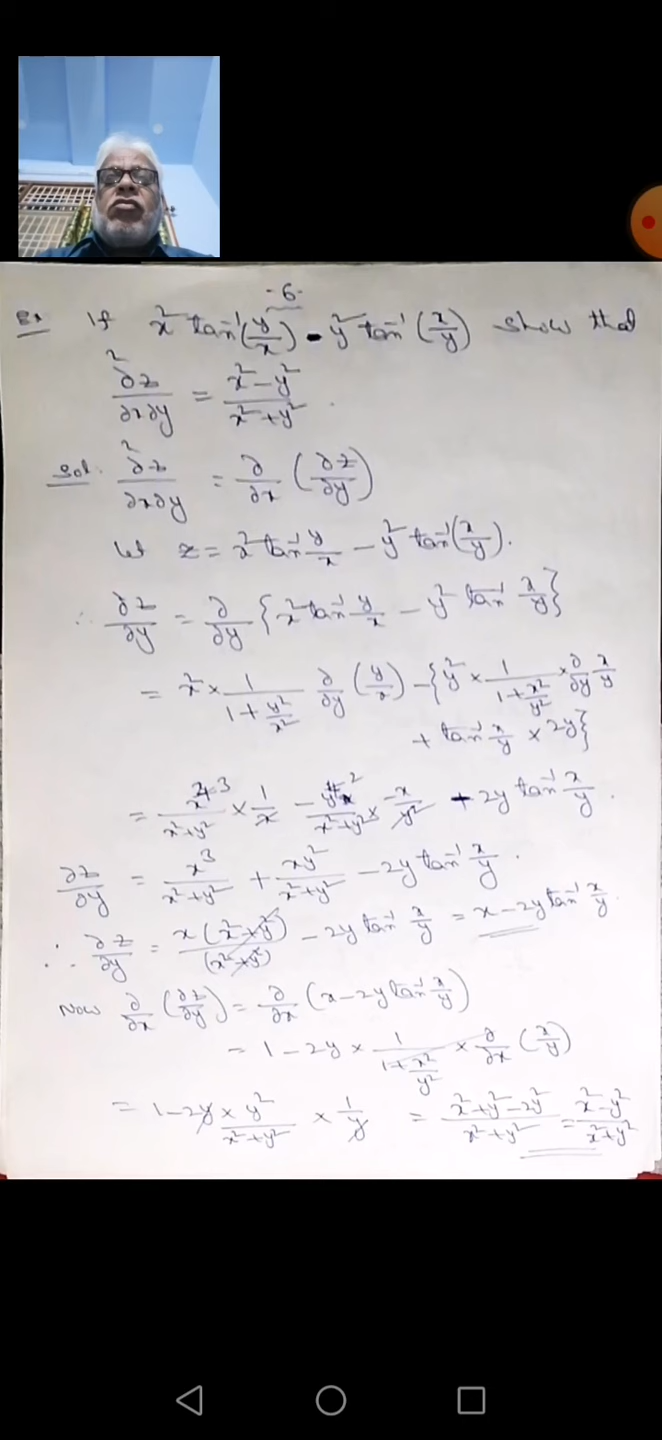 -6-
Ex If x² tan⁻¹(y/x) - y² tan⁻¹(x/y) show that
∂²z/∂x∂y = (x²-y²)/(x²+y²).
Sol. ∂²z/∂x∂y = ∂/∂x (∂z/∂y)
Let z = x² tan⁻¹ y/x - y² tan⁻¹(x/y).
∴ ∂z/∂y = ∂/∂y {x² tan⁻¹ y/x - y² tan⁻¹ x/y}
= x² × 1/(1+y²/x²) ∂/∂y (y/x) - {y² × 1/(1+x²/y²) × ∂/∂y x/y
+ tan⁻¹ x/y × 2y}
= x⁴ ³/(x²+y²) × 1/x - y⁴ ²/(x²+y²) × -x/y² - 2y tan⁻¹ x/y.
∂z/∂y = x³/(x²+y²) + xy²/(x²+y²) - 2y tan⁻¹ x/y.
∴ ∂z/∂y = x(x²+y²)/(x²+y²) - 2y tan⁻¹ x/y = x - 2y tan⁻¹ x/y.
Now ∂/∂x (∂z/∂y) = ∂/∂x (x - 2y tan⁻¹ x/y)
= 1 - 2y × 1/(1+x²/y²) × ∂/∂x (x/y)
= 1 - 2y × y²/(x²+y²) × 1/y = (x²+y²-2y²)/(x²+y²) = (x²-y²)/(x²+y²)